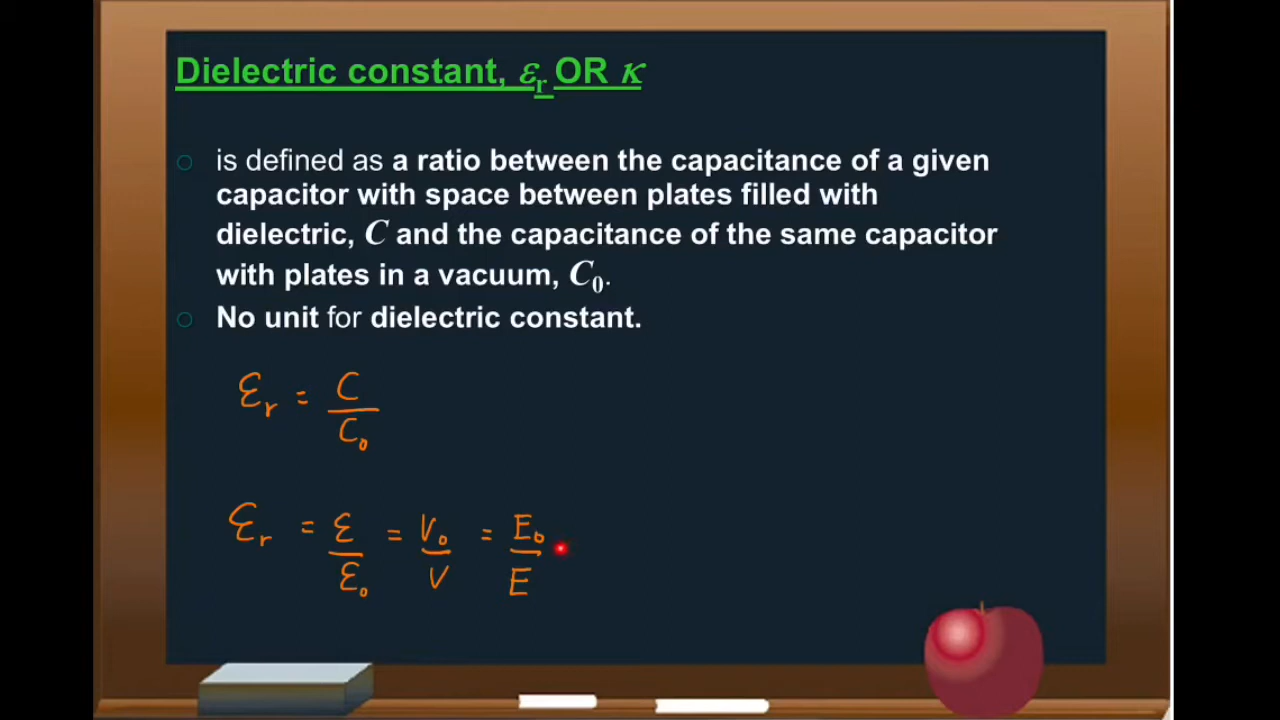 Dielectric constant, εr OR κ
is defined as a ratio between the capacitance of a given
capacitor with space between plates filled with
dielectric, C and the capacitance of the same capacitor
with plates in a vacuum, C0.
No unit for dielectric constant.
εr = C / C0
εr = ε / ε0 = V0 / V = E0 / E